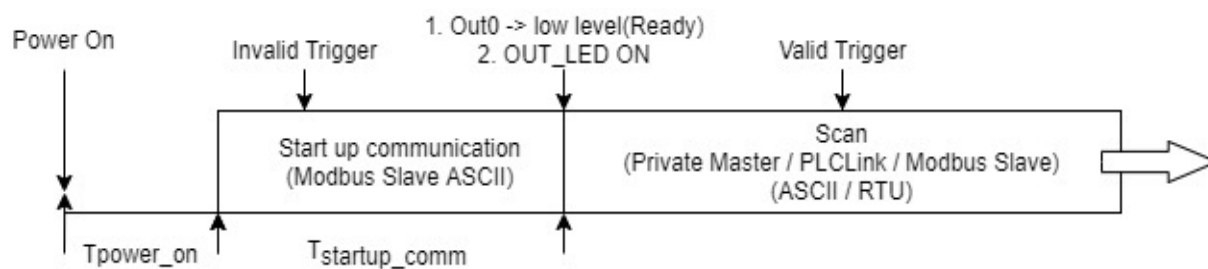 Power On
Invalid Trigger
1. Out0 -> low level(Ready)
2. OUT_LED ON
Valid Trigger
Start up communication
(Modbus Slave ASCII)
Scan
(Private Master / PLCLink / Modbus Slave)
(ASCII / RTU)
Tpower_on
Tstartup_comm